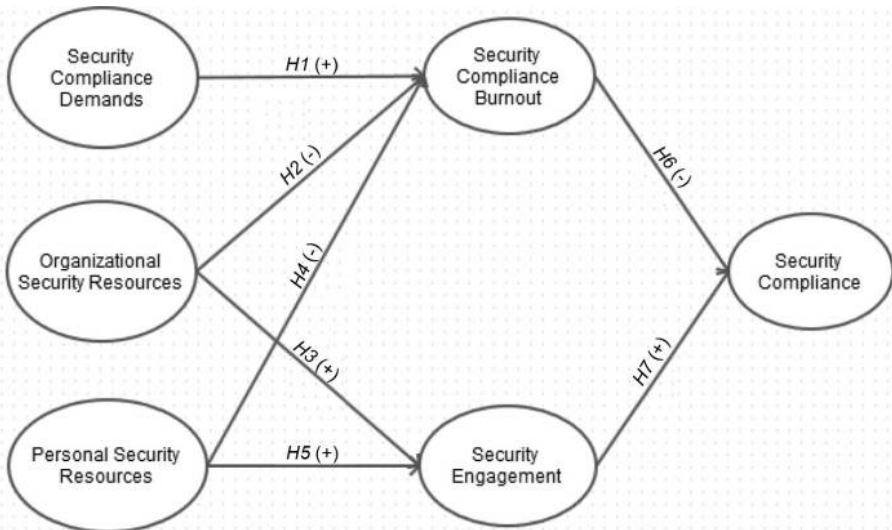 Security
Compliance
Demands
H1 (+)
Security
Compliance
Burnout
H2 (-)
H6 (-)
Organizational
Security Resources
H4 (-)
Security
Compliance
H3 (+)
H7 (+)
Personal Security
Resources
H5 (+)
Security
Engagement